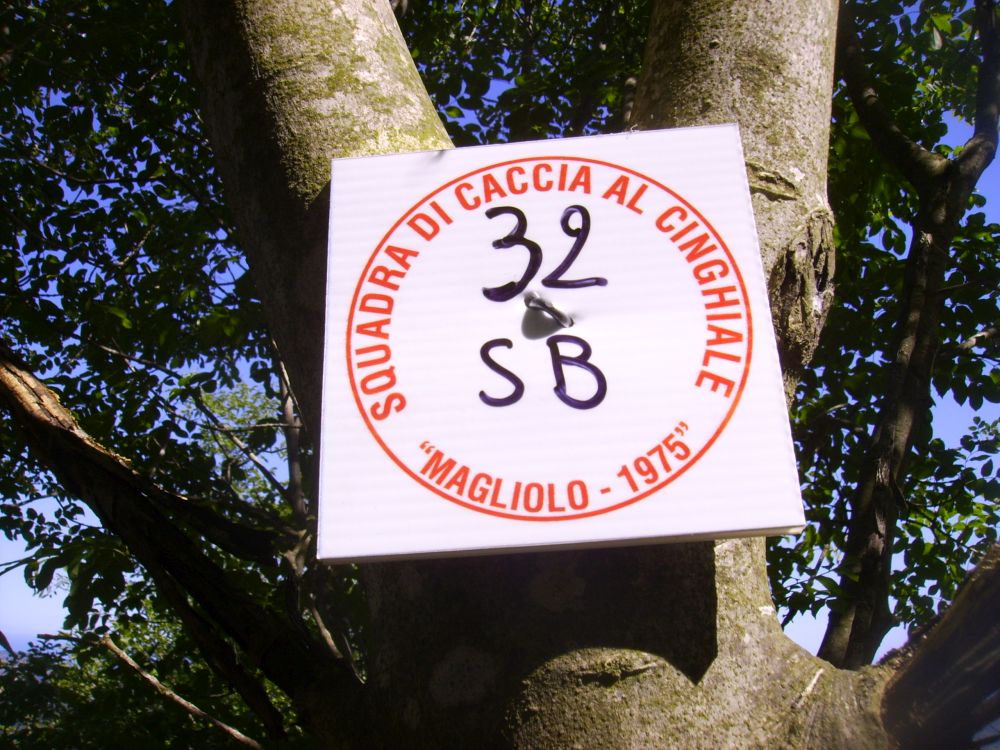 SQUADRA DI CACCIA AL CINGHIALE
32
SB
"MAGLIOLO - 1975"